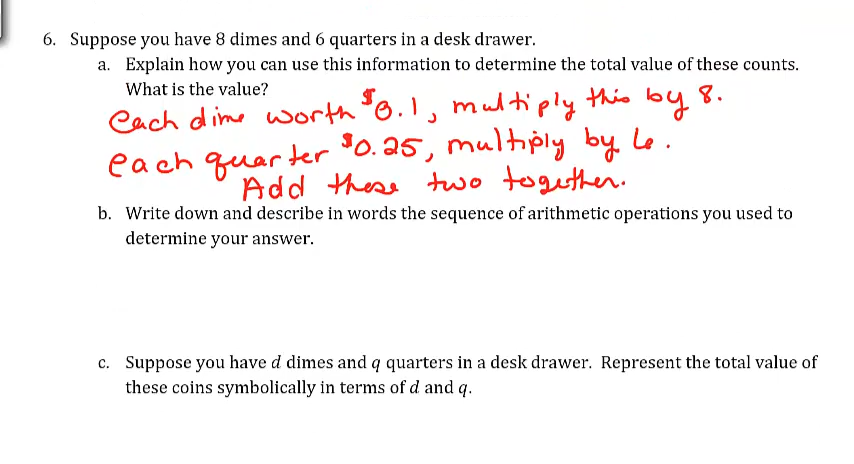 6. Suppose you have 8 dimes and 6 quarters in a desk drawer.
a. Explain how you can use this information to determine the total value of these counts.
What is the value?
each dime worth $0.1, multiply this by 8.
each quarter $0.25, multiply by 6.
Add these two together.
b. Write down and describe in words the sequence of arithmetic operations you used to
determine your answer.
c. Suppose you have d dimes and q quarters in a desk drawer. Represent the total value of
these coins symbolically in terms of d and q.